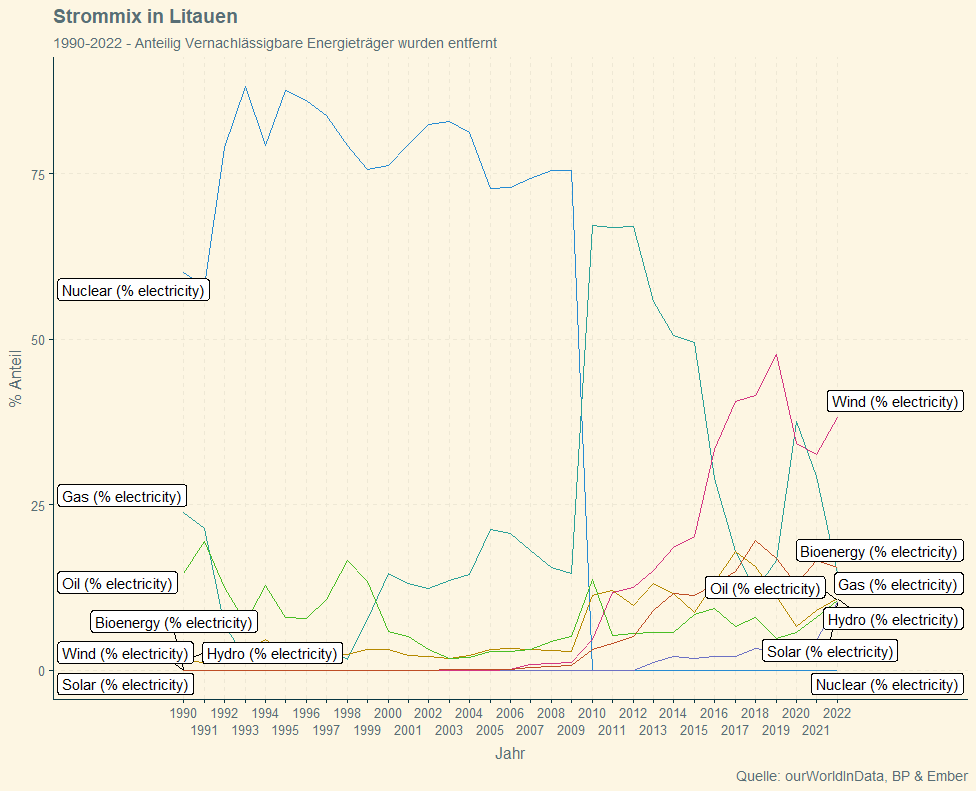 Strommix in Litauen
1990-2022 - Anteilig Vernachlässigbare Energieträger wurden entfernt
% Anteil
75
50
25
0
Nuclear (% electricity)
Wind (% electricity)
Gas (% electricity)
Bioenergy (% electricity)
Oil (% electricity)
Oil (% electricity)
Gas (% electricity)
Bioenergy (% electricity)
Hydro (% electricity)
Wind (% electricity)
Hydro (% electricity)
Solar (% electricity)
Solar (% electricity)
Nuclear (% electricity)
1990 1992 1994 1996 1998 2000 2002 2004 2006 2008 2010 2012 2014 2016 2018 2020 2022
1991 1993 1995 1997 1999 2001 2003 2005 2007 2009 2011 2013 2015 2017 2019 2021
Jahr
Quelle: ourWorldInData, BP & Ember